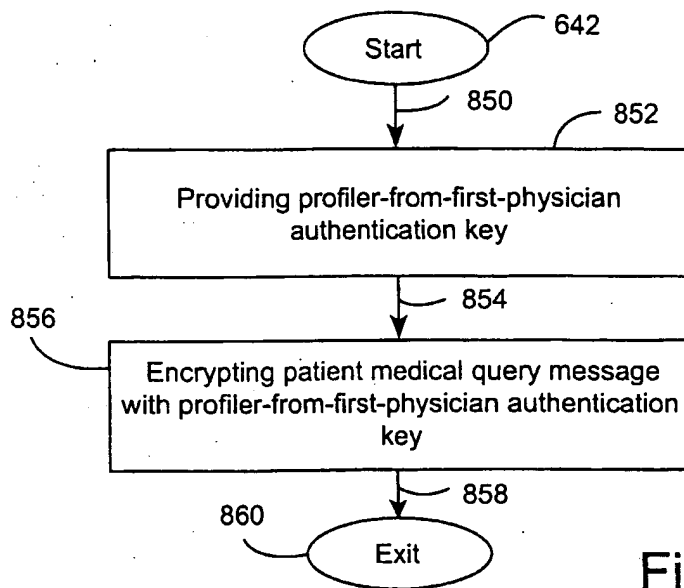 Start
642
850
852
Providing profiler-from-first-physician
authentication key
854
856
Encrypting patient medical query message
with profiler-from-first-physician authentication
key
858
860
Exit
Fi